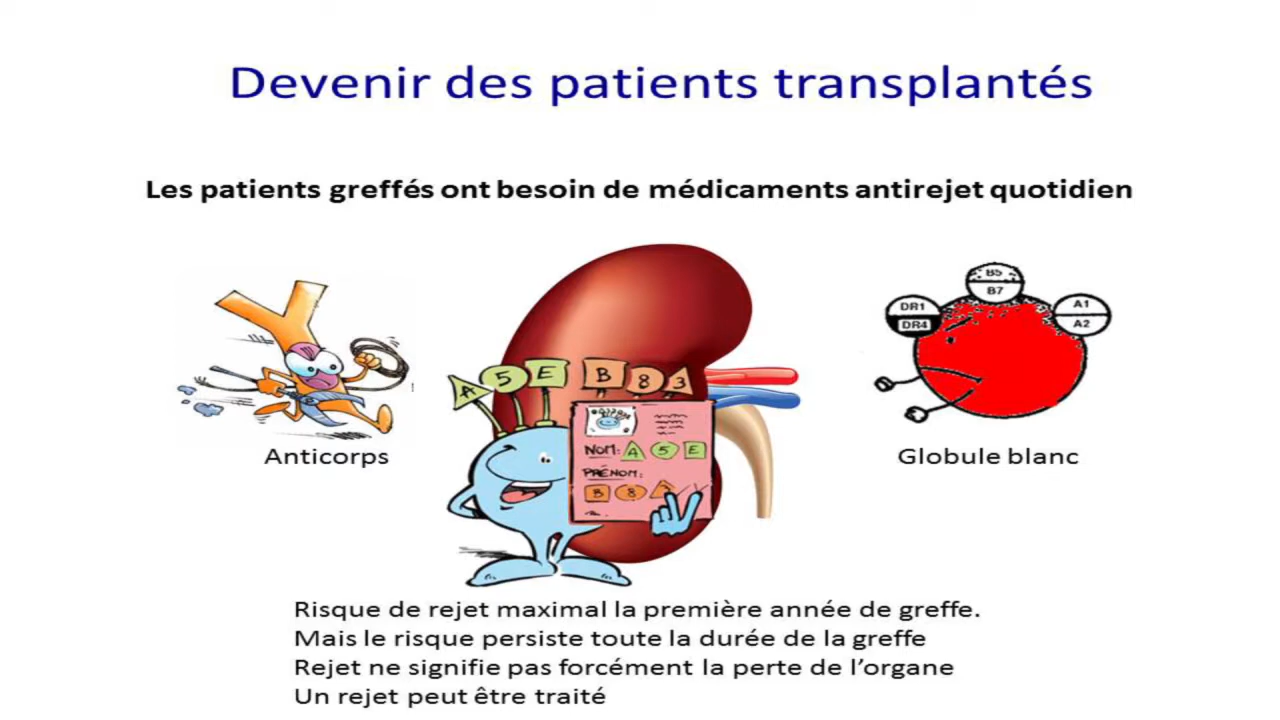 Devenir des patients transplantés
Les patients greffés ont besoin de médicaments antirejet quotidien
B5
B7
DR1
DR4
A1
A2
A 5 E B 8 3
NOM: A 5 E
PRÉNOM:
B 8 3
Anticorps
Globule blanc
Risque de rejet maximal la première année de greffe.
Mais le risque persiste toute la durée de la greffe
Rejet ne signifie pas forcément la perte de l’organe
Un rejet peut être traité